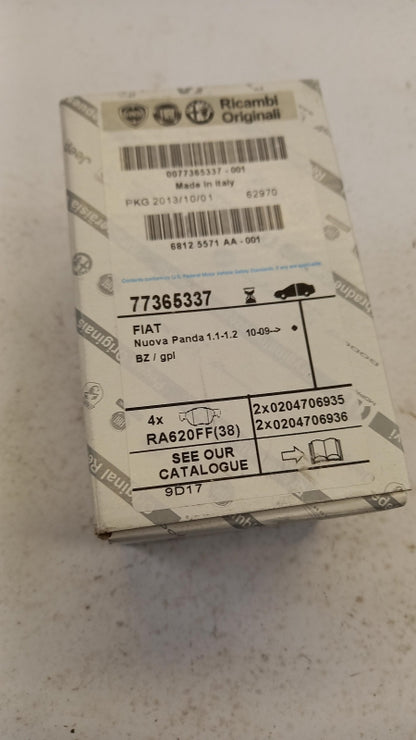 Ricambi
Originali
0077365337 - 001
Made in Italy
PKG 2013/10/01 62970
6812 5571 AA - 001
77365337
FIAT
Nuova Panda 1.1-1.2 10-09-->
BZ / gpl
4x
RA620FF(38)
2x0204706935
2x0204706936
SEE OUR
CATALOGUE
9D17